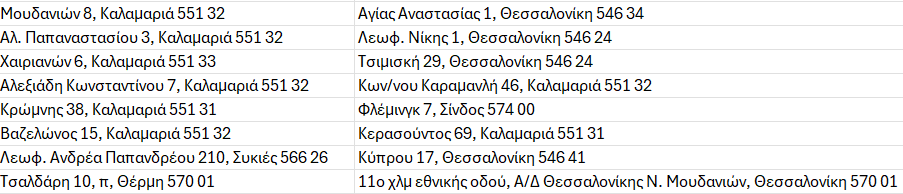 Μουδανιών 8, Καλαμαριά 551 32
Αγίας Αναστασίας 1, Θεσσαλονίκη 546 34
Αλ. Παπαναστασίου 3, Καλαμαριά 551 32
Λεωφ. Νίκης 1, Θεσσαλονίκη 546 24
Χαιριανών 6, Καλαμαριά 551 33
Τσιμισκή 29, Θεσσαλονίκη 546 24
Αλεξιάδη Κωνσταντίνου 7, Καλαμαριά 551 32
Κων/νου Καραμανλή 46, Καλαμαριά 551 32
Κρώμνης 38, Καλαμαριά 551 31
Φλέμινγκ 7, Σίνδος 574 00
Βαζελώνος 15, Καλαμαριά 551 32
Κερασούντος 69, Καλαμαριά 551 31
Λεωφ. Ανδρέα Παπανδρέου 210, Συκιές 566 26
Κύπρου 17, Θεσσαλονίκη 546 41
Τσαλδάρη 10, π, Θέρμη 570 01
11ο χλμ εθνικής οδού, Α/Δ Θεσσαλονίκης Ν. Μουδανιών, Θεσσαλονίκη 570 01